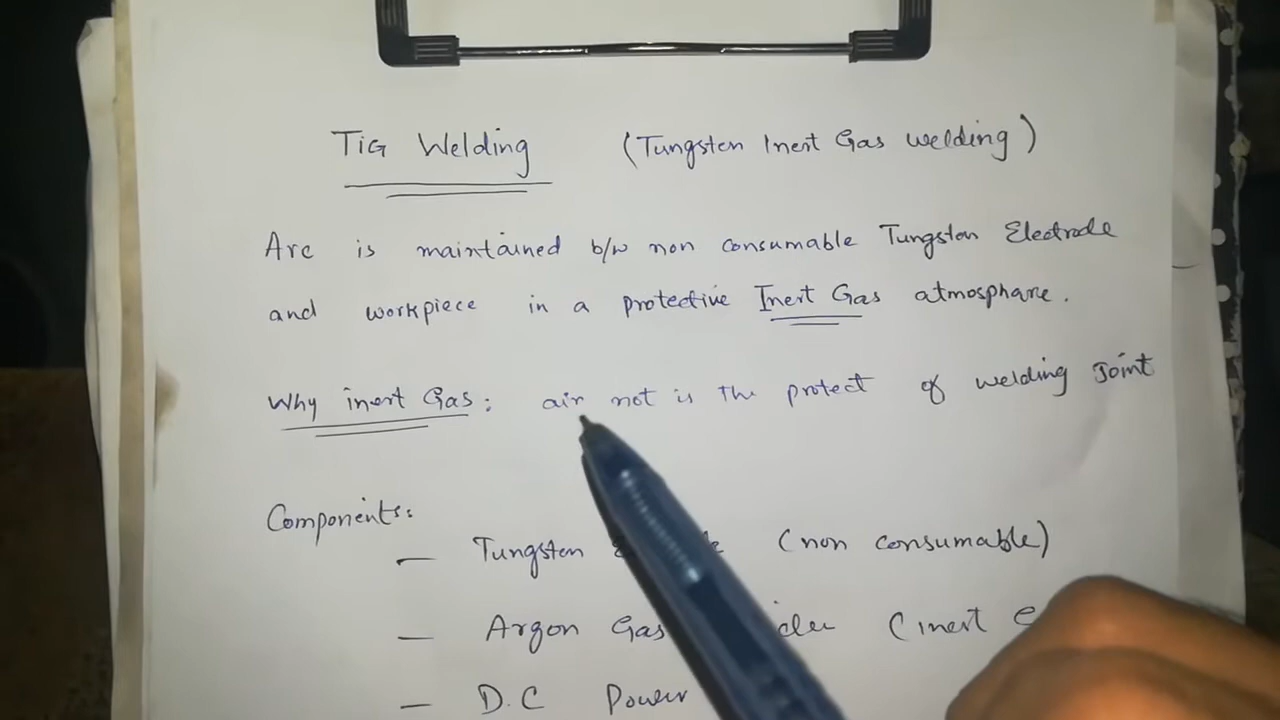 TiG Welding (Tungsten Inert Gas welding)
Arc is maintained b/w non consumable Tungsten Electrode
and workpiece in a protective Inert Gas atmosphare.
Why inert Gas: air not is the protect of welding Joint
Components:
— Tungsten (non consumable)
— Argon Gas (inert
— D.C Power